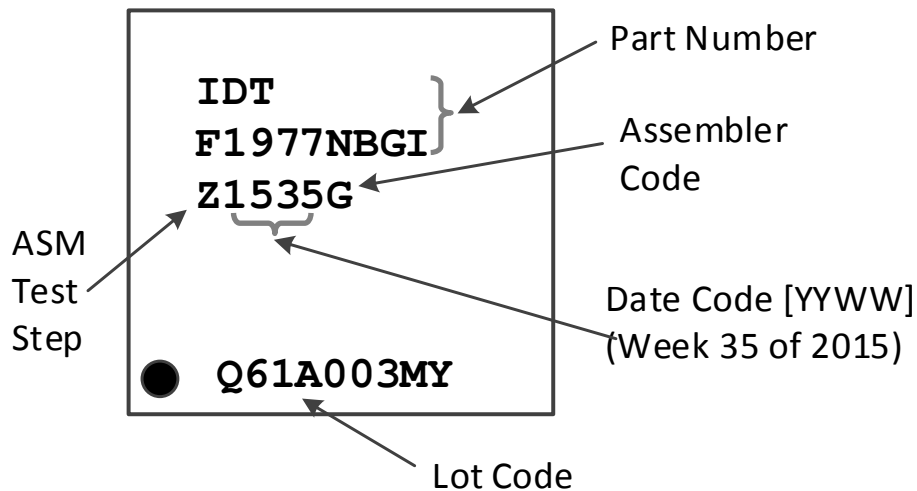 Part Number
IDT
F1977NBGI
Assembler
Code
Z1535G
ASM
Test
Step
Date Code [YYWW]
(Week 35 of 2015)
Q61A003MY
Lot Code